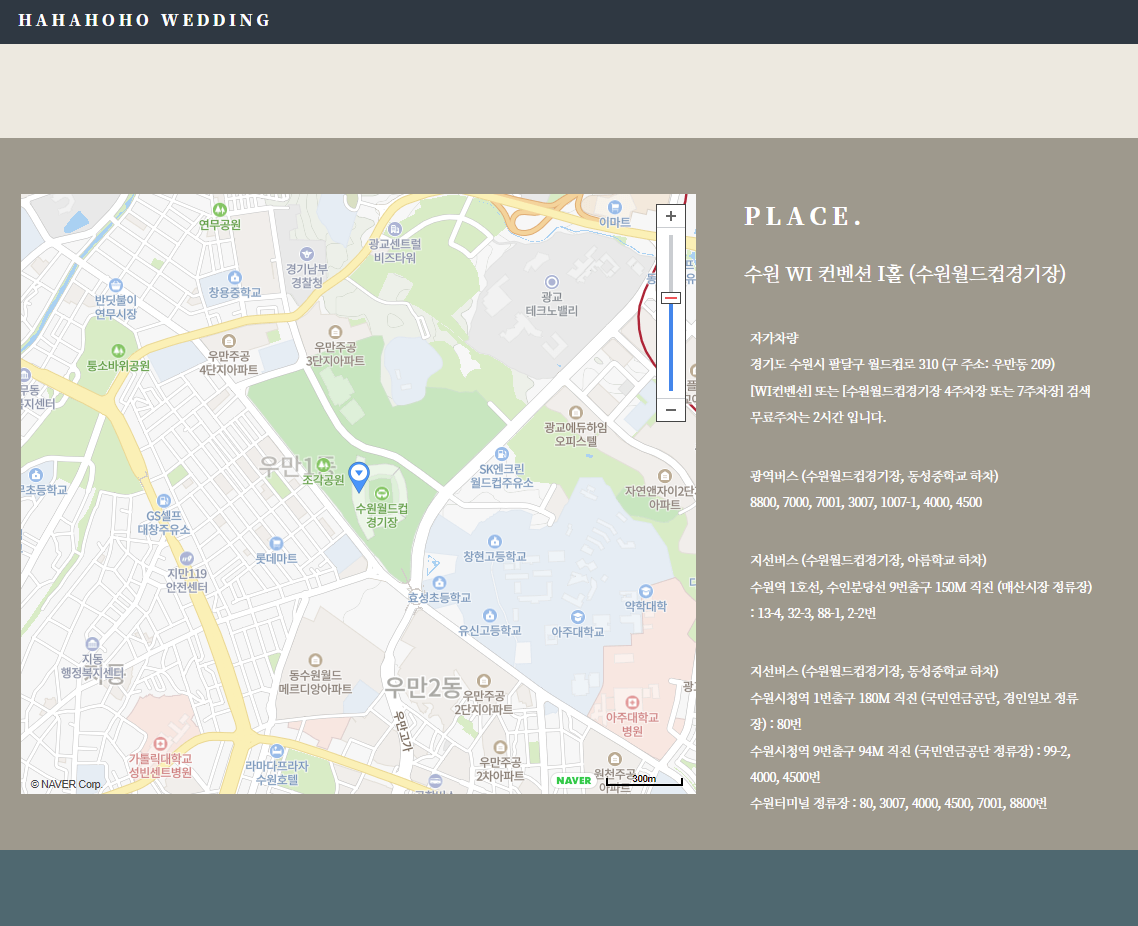 HAHAHOHO WEDDING
연무공원
이마트
광교센트럴
비즈타워
경기남부
경찰청
반딧불이
연무시장
창용중학교
광교
테크노밸리
우만주공
4단지아파트
우만주공
3단지아파트
퉁소바위공원
광교에듀하임
오피스텔
우만1동
조각공원
SK엔크린
월드컵주유소
자연앤자이2단지
아파트
수원월드컵
경기장
GS셀프
대창주유소
롯데마트
창현고등학교
지만119
안전센터
효성초등학교
약학대학
유신고등학교
아주대학교
지동
행정복지센터
동수원월드
메르디앙아파트
우만2동
우만주공
2단지아파트
아주대학교
병원
우만고가
가톨릭대학교
성빈센트병원
라마다프라자
수원호텔
우만주공
2차아파트
원천주공
아파트
© NAVER Corp.
NAVER
300m
PLACE.
수원 WI 컨벤션 I홀 (수원월드컵경기장)
자가차량
경기도 수원시 팔달구 월드컵로 310 (구 주소: 우만동 209)
[WI컨벤션] 또는 [수원월드컵경기장 4주차장 또는 7주차장] 검색
무료주차는 2시간 입니다.
광역버스 (수원월드컵경기장, 동성중학교 하차)
8800, 7000, 7001, 3007, 1007-1, 4000, 4500
지선버스 (수원월드컵경기장, 아름학교 하차)
수원역 1호선, 수인분당선 9번출구 150M 직진 (매산시장 정류장)
: 13-4, 32-3, 88-1, 2-2번
지선버스 (수원월드컵경기장, 동성중학교 하차)
수원시청역 1번출구 180M 직진 (국민연금공단, 경인일보 정류
장) : 80번
수원시청역 9번출구 94M 직진 (국민연금공단 정류장) : 99-2,
4000, 4500번
수원터미널 정류장 : 80, 3007, 4000, 4500, 7001, 8800번